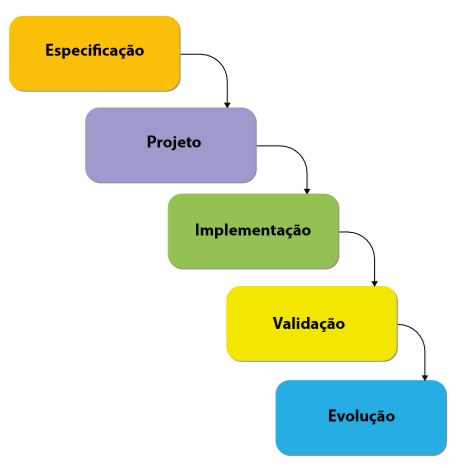 Especificação
Projeto
Implementação
Validação
Evolução